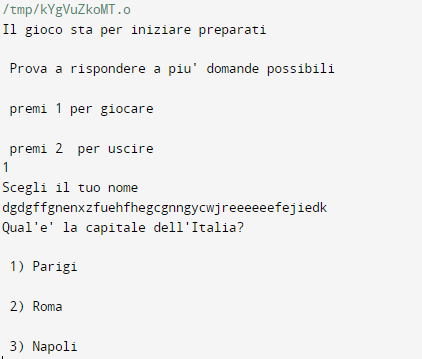 /tmp/kYgVuZkoMT.o
Il gioco sta per iniziare preparati
Prova a rispondere a piu' domande possibili
premi 1 per giocare
premi 2  per uscire
1
Scegli il tuo nome
dgdgffgnenxzfuehfhegcgnngycwjreeeeeefejiedk
Qual'e' la capitale dell'Italia?
1) Parigi
2) Roma
3) Napoli